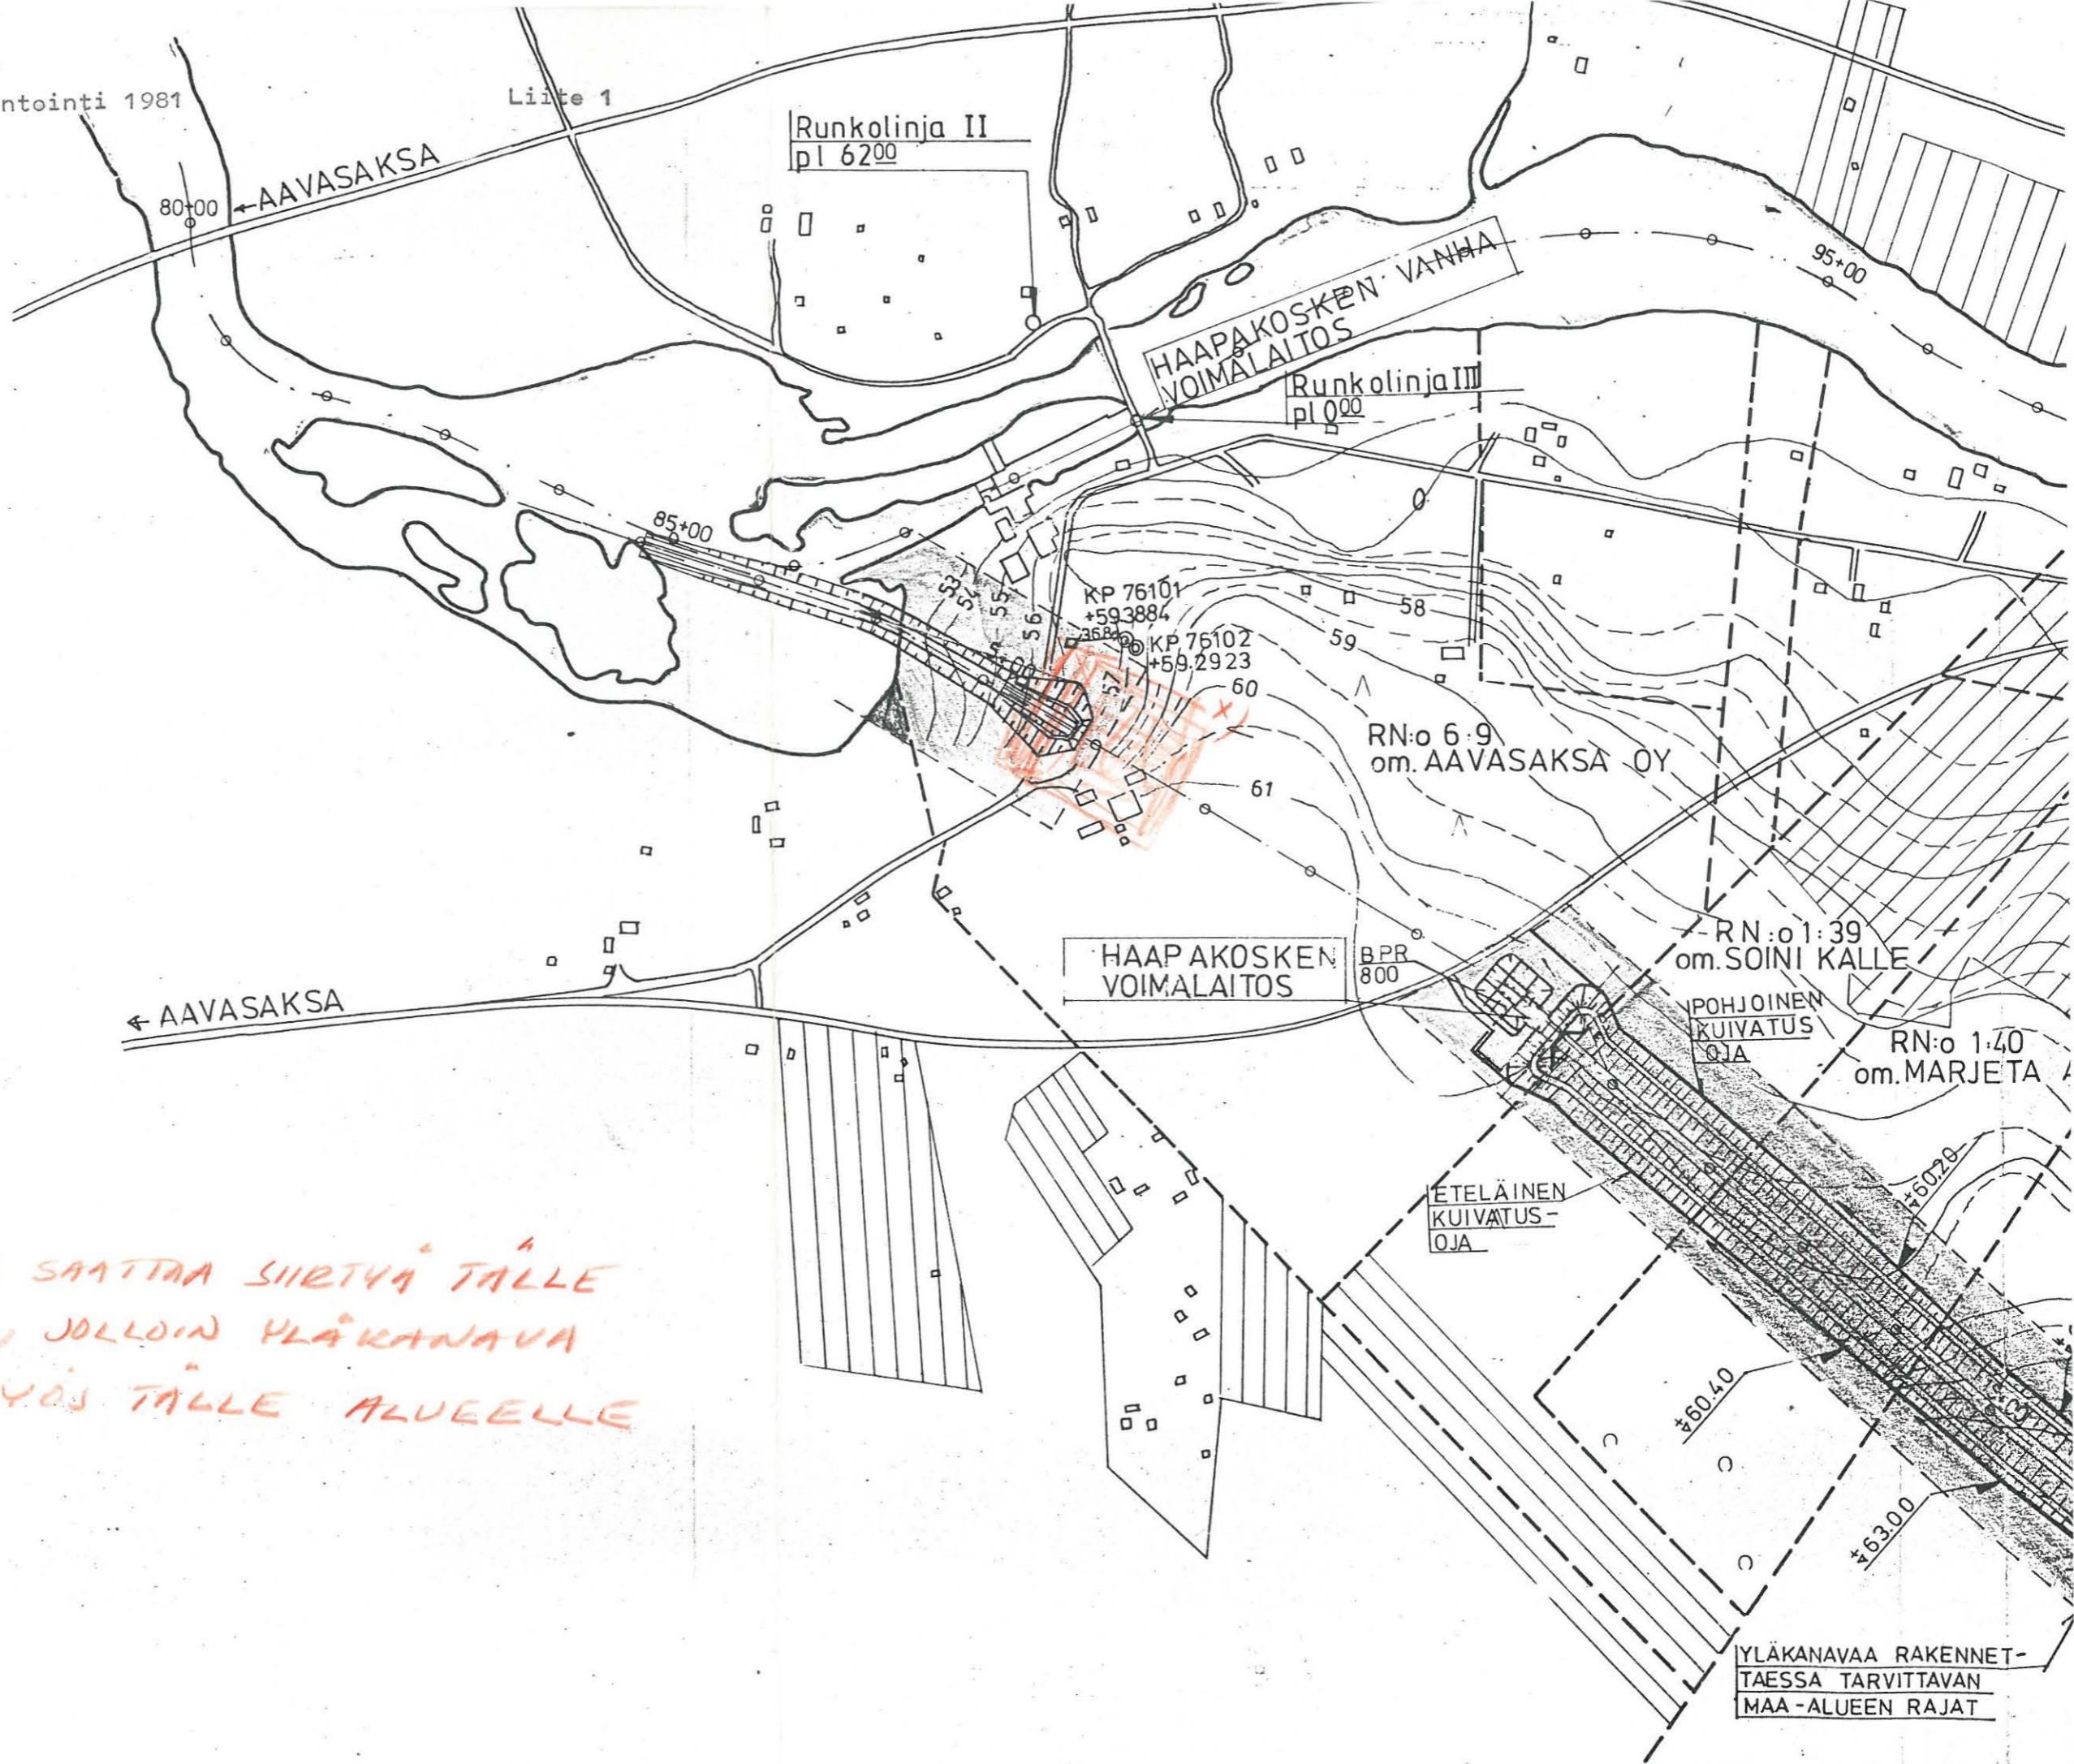 ntointi 1981
Liite 1
Runkolinja II
pl 6200
←AAVASAKSA
80+00
HAAPAKOSKEN VANHA
VOIMALAITOS
95+00
Runkolinja III
pl 000
85+00
53
54
55
56
57
KP 76101
+59.3884
KP 76102
+59.2923
58
59
60
61
x)
RN:o 6:9
om. AAVASAKSA OY
HAAPAKOSKEN
VOIMALAITOS
BPR
800
RN:o 1:39
om. SOINI KALLE
← AAVASAKSA
POHJOINEN
KUIVATUS
OJA
RN:o 1:40
om. MARJETA
ETELÄINEN
KUIVATUS-
OJA
+60.20
SAATTAA SIIRTYÄ TÄLLE
JOLLOIN YLÄKANAVA
YÖS TÄLLE ALUEELLE
+60.40
+63.00
YLÄKANAVAA RAKENNET-
TAESSA TARVITTAVAN
MAA-ALUEEN RAJAT